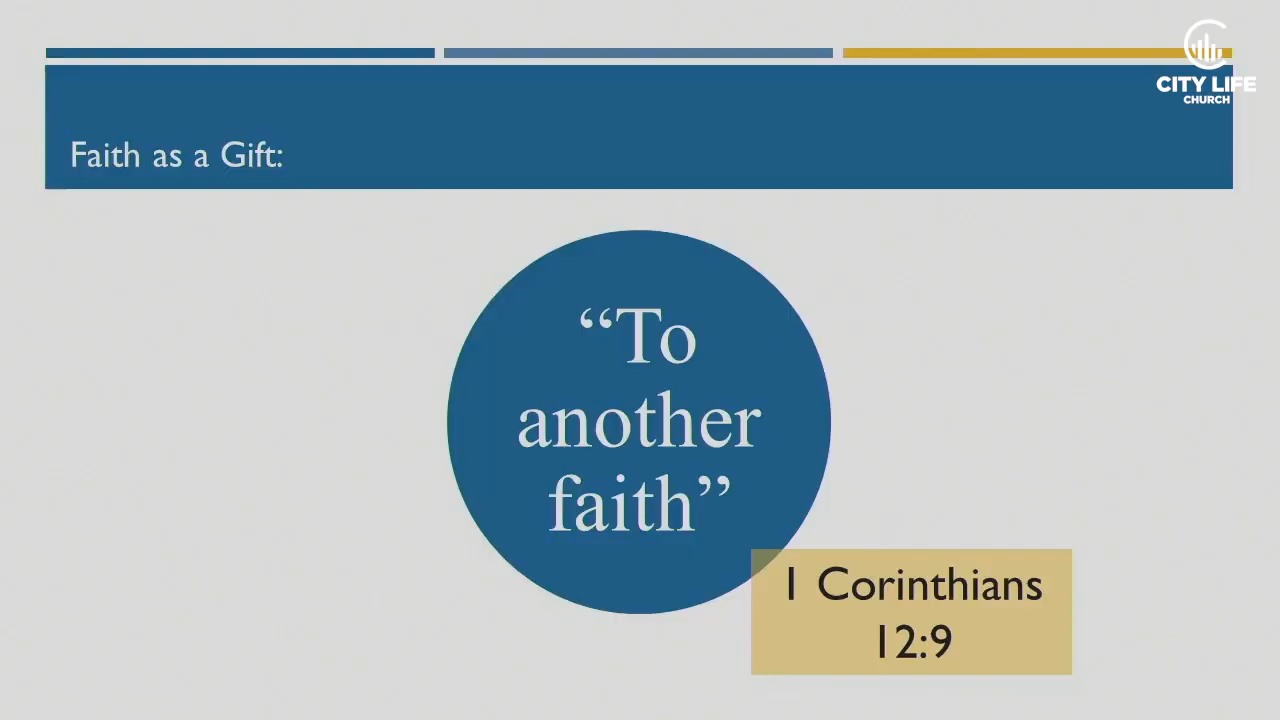 CITY LIFE
CHURCH
Faith as a Gift:
“To
another
faith”
1 Corinthians
12:9